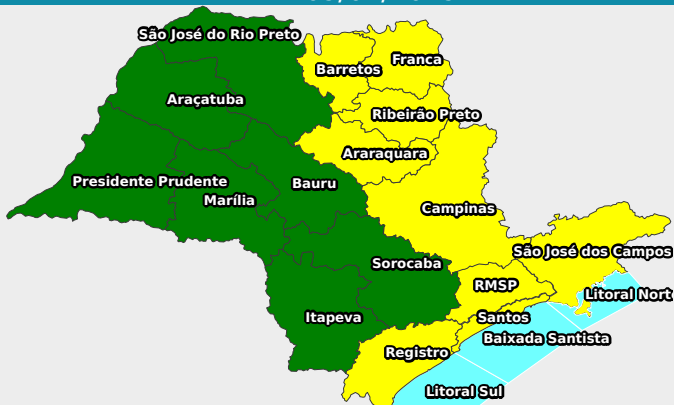 São José do Rio Preto
Franca
Barretos
Araçatuba
Ribeirão Preto
Araraquara
Presidente Prudente
Bauru
Marília
Campinas
São José dos Campos
Sorocaba
RMSP
Litoral Nort
Itapeva
Santos
Baixada Santista
Registro
Litoral Sul